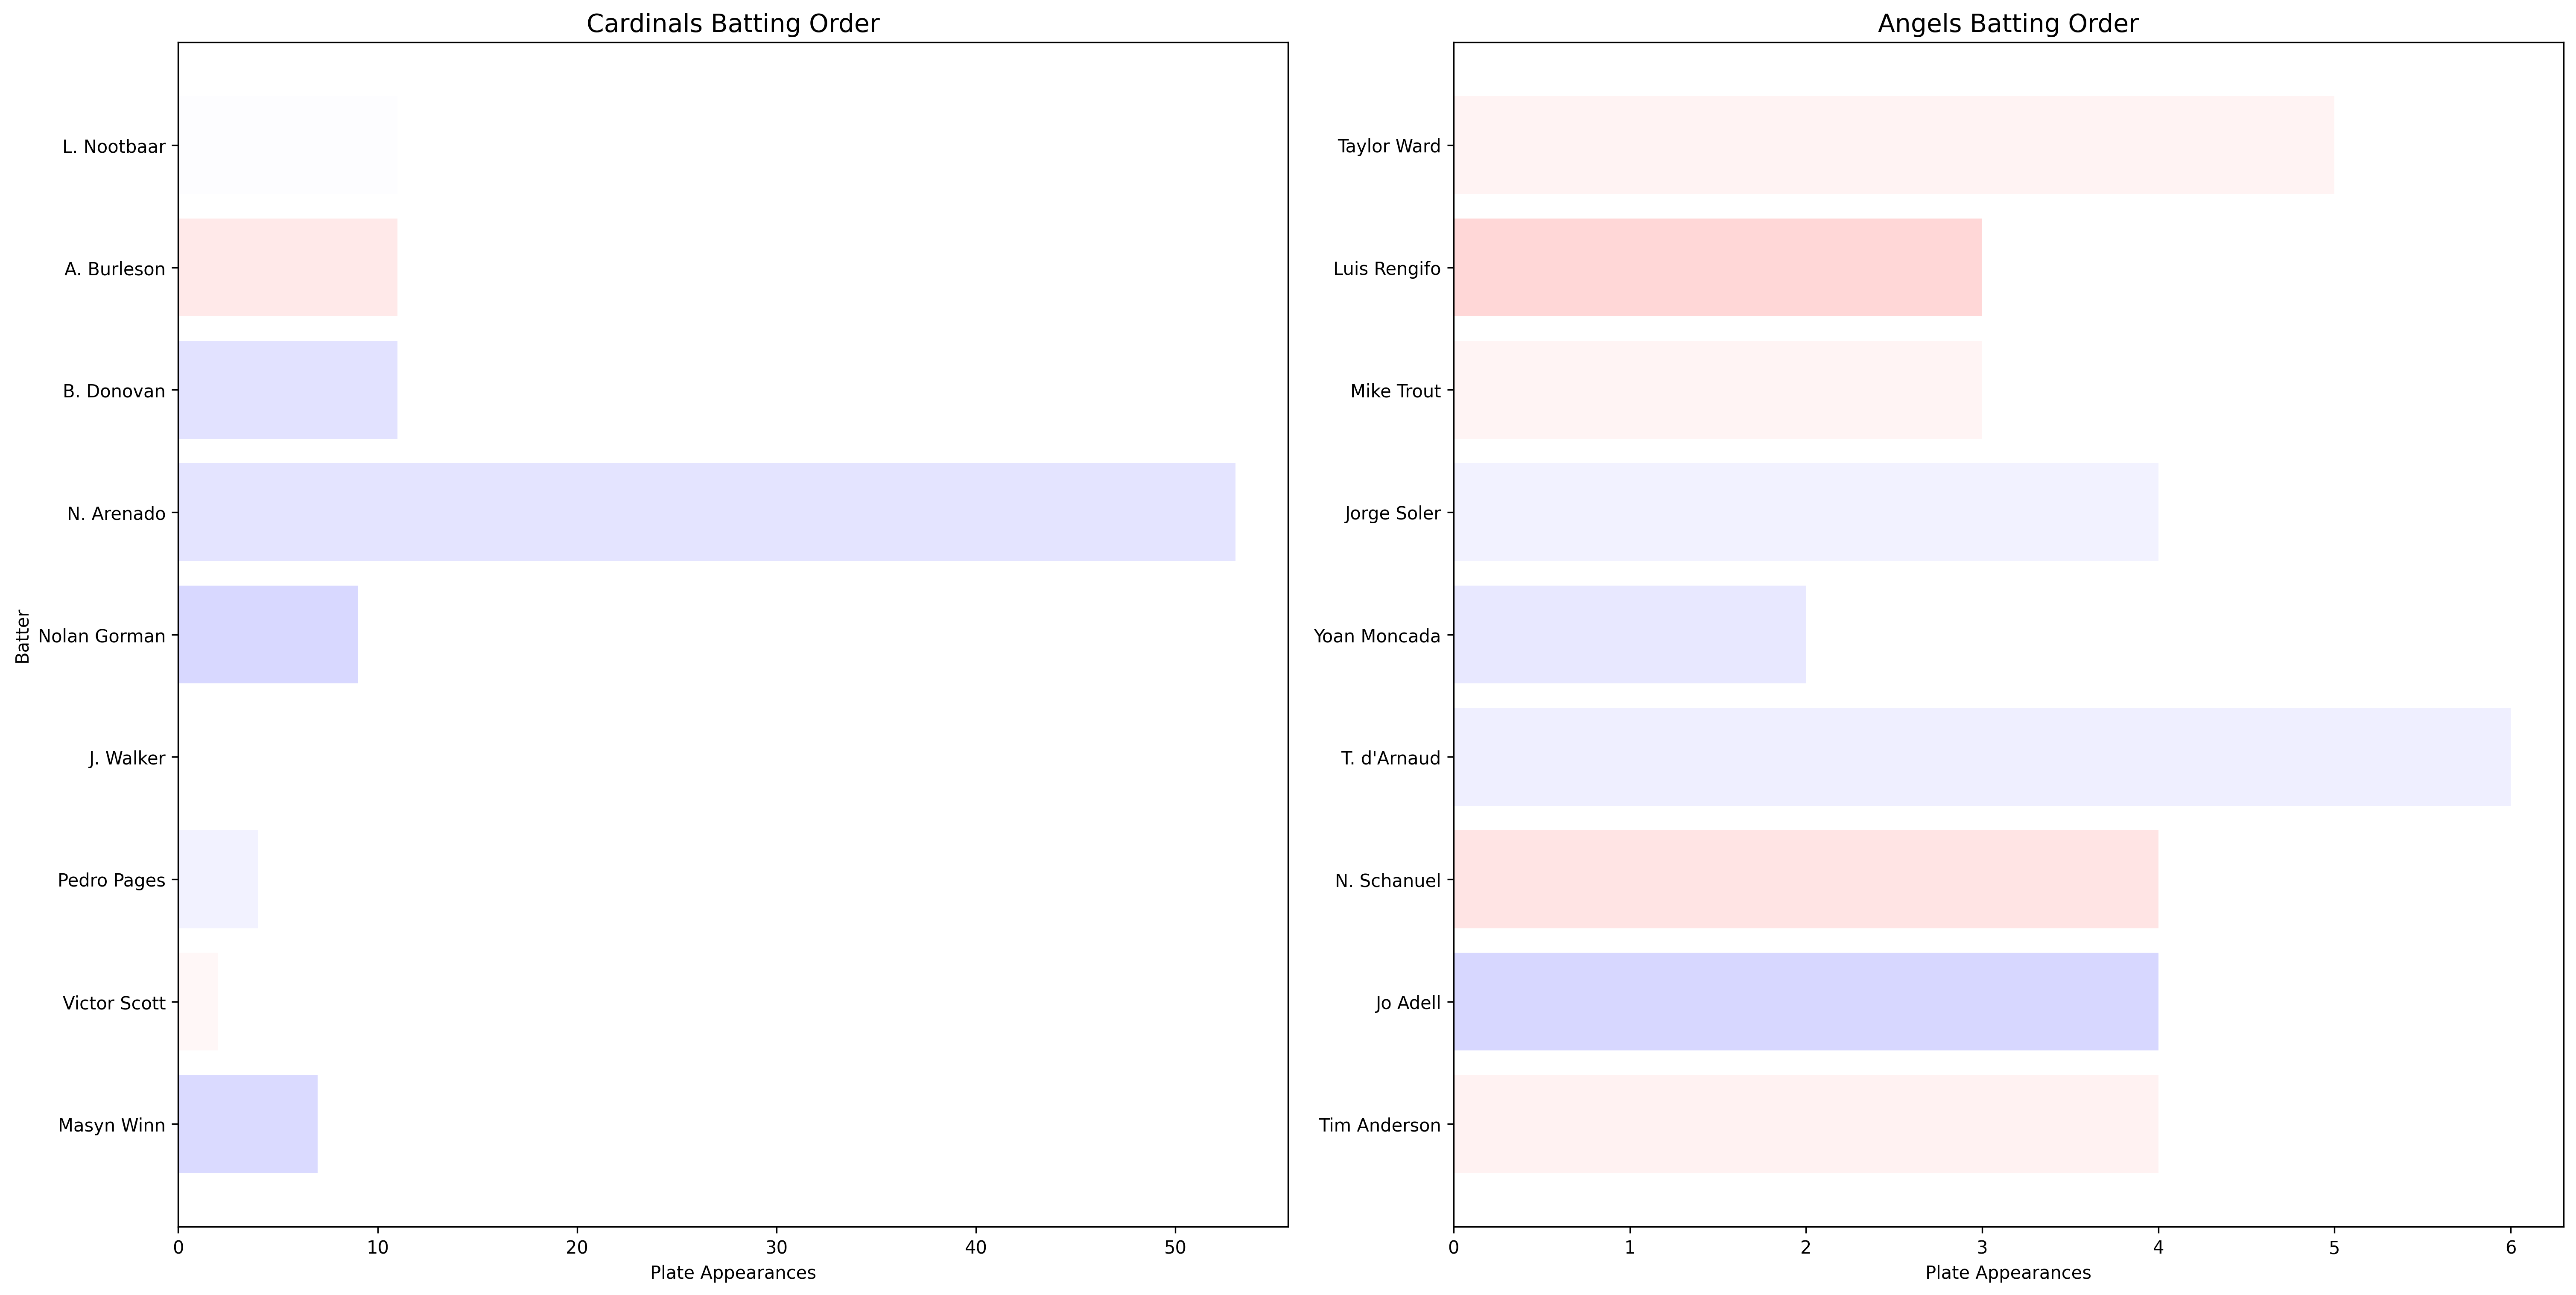 Cardinals Batting Order
Batter
L. Nootbaar
A. Burleson
B. Donovan
N. Arenado
Nolan Gorman
J. Walker
Pedro Pages
Victor Scott
Masyn Winn
0 10 20 30 40 50
Plate Appearances
Angels Batting Order
Taylor Ward
Luis Rengifo
Mike Trout
Jorge Soler
Yoan Moncada
T. d'Arnaud
N. Schanuel
Jo Adell
Tim Anderson
0 1 2 3 4 5 6
Plate Appearances